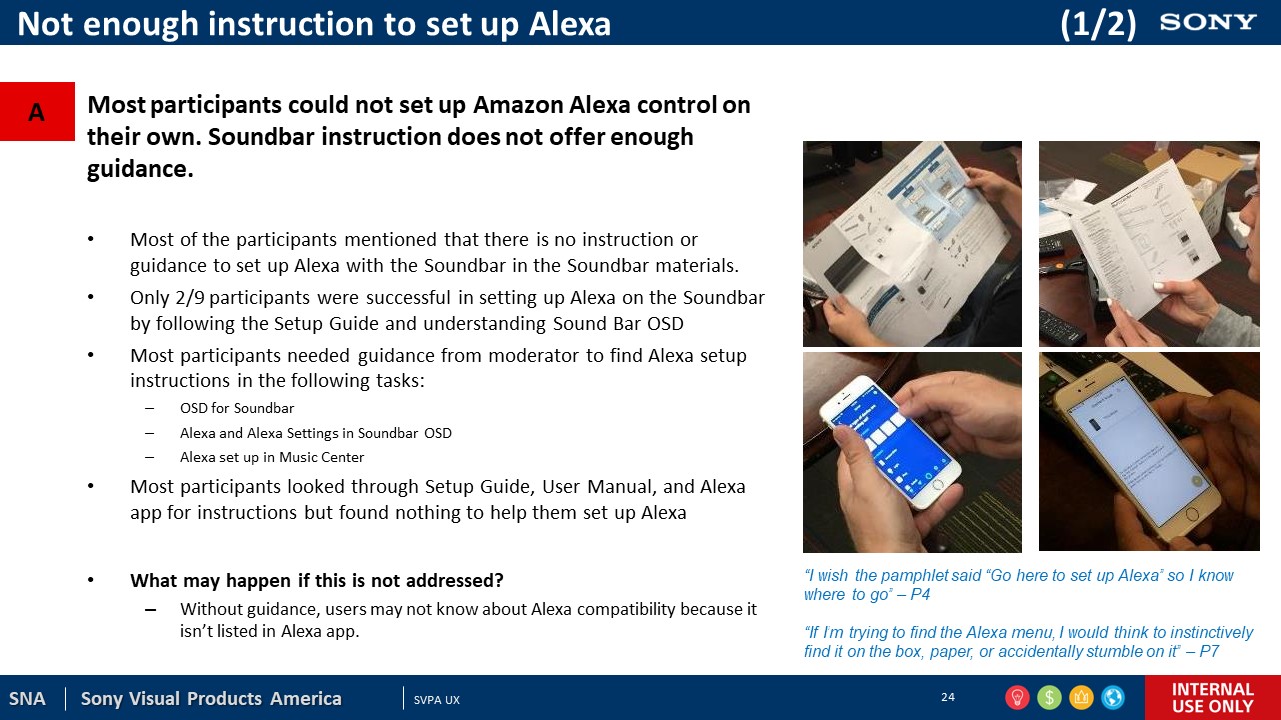 Not enough instruction to set up Alexa
(1/2)
SONY
A
Most participants could not set up Amazon Alexa control on
their own. Soundbar instruction does not offer enough
guidance.
• Most of the participants mentioned that there is no instruction or
guidance to set up Alexa with the Soundbar in the Soundbar materials.
• Only 2/9 participants were successful in setting up Alexa on the Soundbar
by following the Setup Guide and understanding Sound Bar OSD
• Most participants needed guidance from moderator to find Alexa setup
instructions in the following tasks:
– OSD for Soundbar
– Alexa and Alexa Settings in Soundbar OSD
– Alexa set up in Music Center
• Most participants looked through Setup Guide, User Manual, and Alexa
app for instructions but found nothing to help them set up Alexa
• What may happen if this is not addressed?
– Without guidance, users may not know about Alexa compatibility because it
isn’t listed in Alexa app.
“I wish the pamphlet said “Go here to set up Alexa” so I know
where to go” – P4
“If I’m trying to find the Alexa menu, I would think to instinctively
find it on the box, paper, or accidentally stumble on it” – P7
SNA
Sony Visual Products America
SVPA UX
24
INTERNAL
USE ONLY